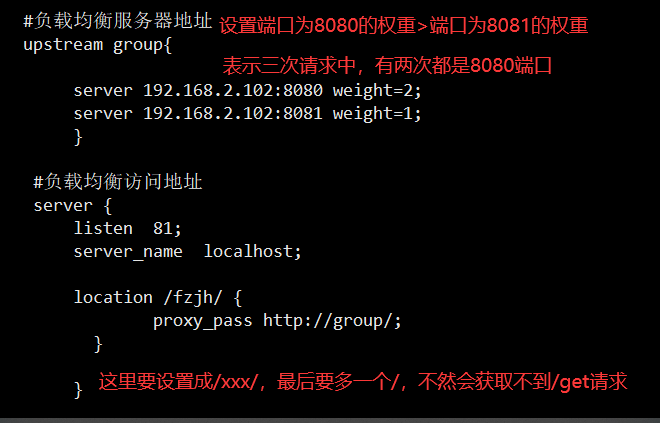 #负载均衡服务器地址 设置端口为8080的权重>端口为8081的权重
upstream group{
表示三次请求中，有两次都是8080端口
server 192.168.2.102:8080 weight=2;
server 192.168.2.102:8081 weight=1;
}
#负载均衡访问地址
server {
listen  81;
server_name  localhost;
location /fzjh/ {
proxy_pass http://group/;
}
这里要设置成/xxx/，最后要多一个/，不然会获取不到/get请求
}